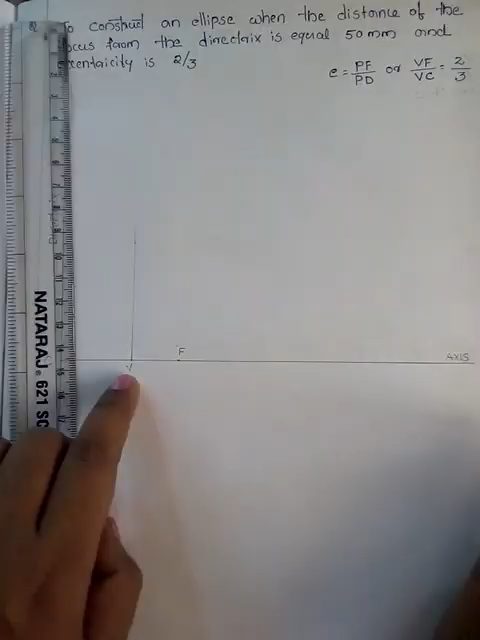 To construct an ellipse when the distance of the
focus from the directrix is equal 50mm and
eccentricity is 2/3
e = PF/PD or VF/VC = 2/3
F
AXIS
V
NATARAJ 621 SC